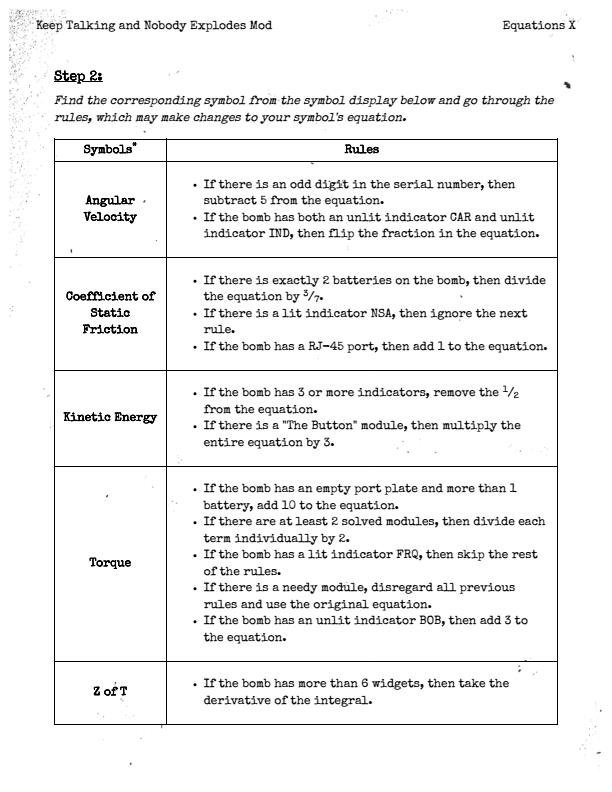 Keep Talking and Nobody Explodes Mod
Equations X
Step 2:
Find the corresponding symbol from the symbol display below and go through the
rules, which may make changes to your symbol's equation.
Symbols*
Rules
Angular
Velocity
• If there is an odd digit in the serial number, then
subtract 5 from the equation.
• If the bomb has both an unlit indicator CAR and unlit
indicator IND, then flip the fraction in the equation.
Coefficient of
Static
Friction
• If there is exactly 2 batteries on the bomb, then divide
the equation by 3/7.
• If there is a lit indicator NSA, then ignore the next
rule.
• If the bomb has a RJ-45 port, then add 1 to the equation.
Kinetic Energy
• If the bomb has 3 or more indicators, remove the 1/2
from the equation.
• If there is a "The Button" module, then multiply the
entire equation by 3.
Torque
• If the bomb has an empty port plate and more than 1
battery, add 10 to the equation.
• If there are at least 2 solved modules, then divide each
term individually by 2.
• If the bomb has a lit indicator FRQ, then skip the rest
of the rules.
• If there is a needy module, disregard all previous
rules and use the original equation.
• If the bomb has an unlit indicator BOB, then add 3 to
the equation.
Z of T
• If the bomb has more than 6 widgets, then take the
derivative of the integral.